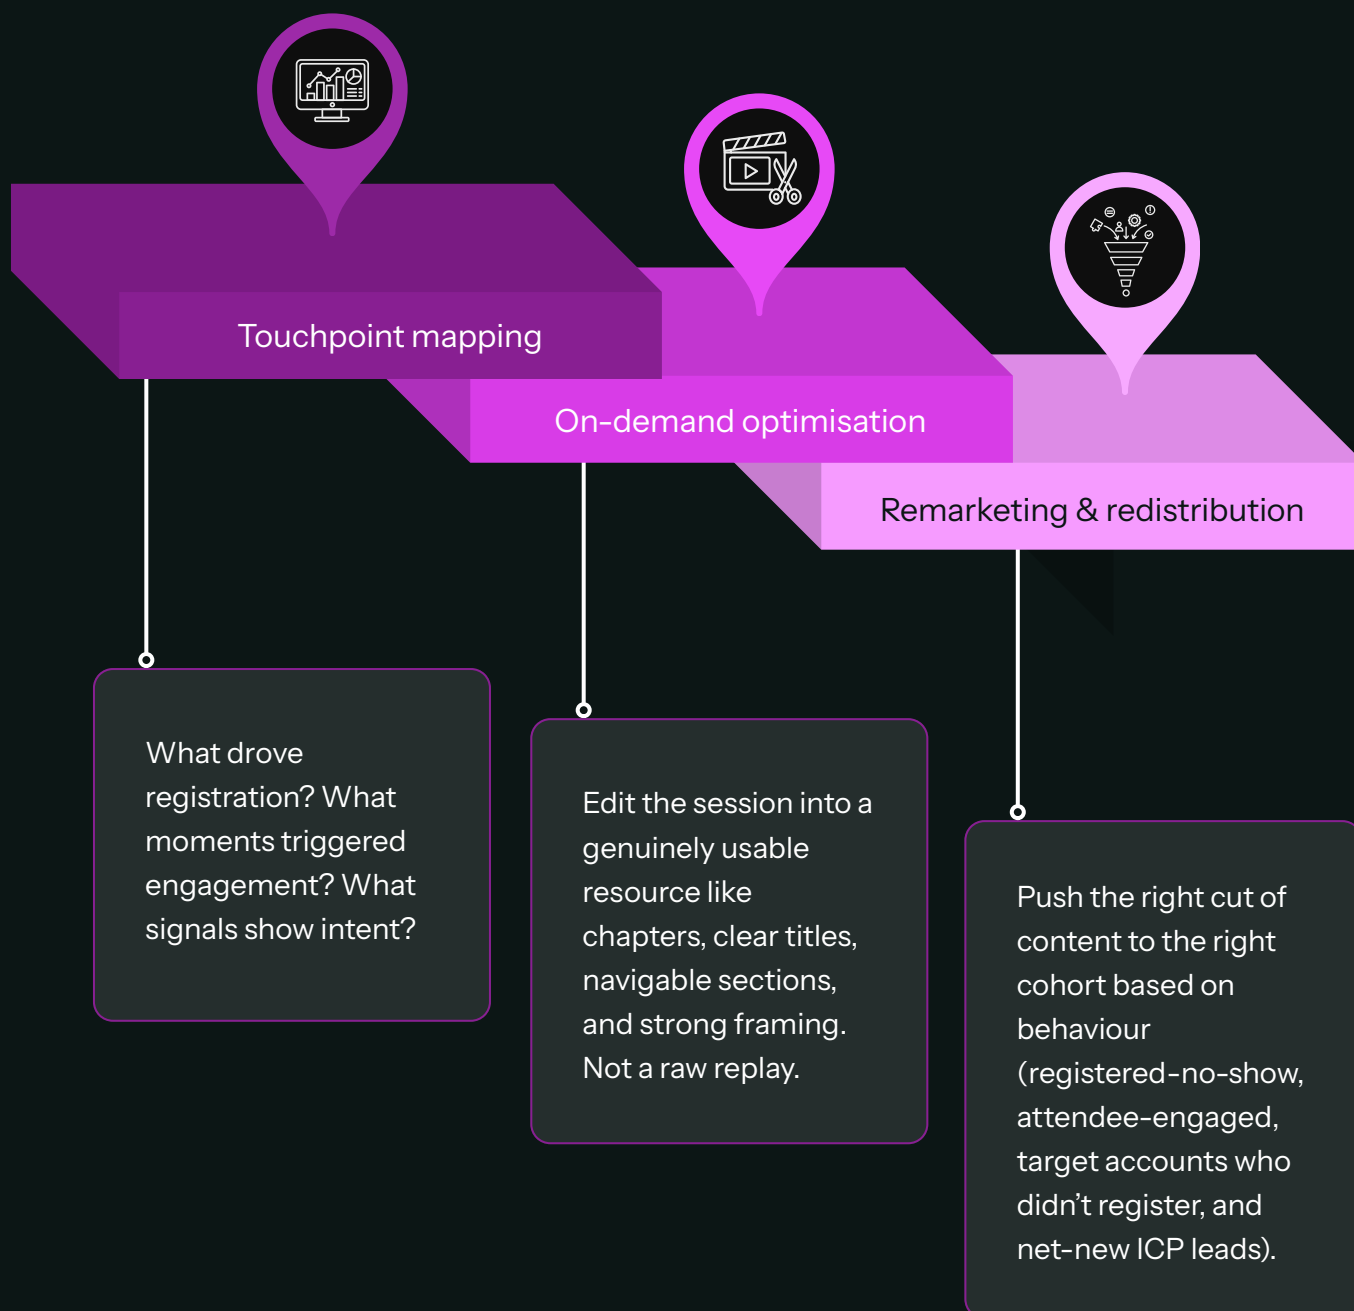 Touchpoint mapping
On-demand optimisation
Remarketing & redistribution
What drove
registration? What
moments triggered
engagement? What
signals show intent?
Edit the session into a
genuinely usable
resource like
chapters, clear titles,
navigable sections,
and strong framing.
Not a raw replay.
Push the right cut of
content to the right
cohort based on
behaviour
(registered-no-show,
attendee-engaged,
target accounts who
didn’t register, and
net-new ICP leads).